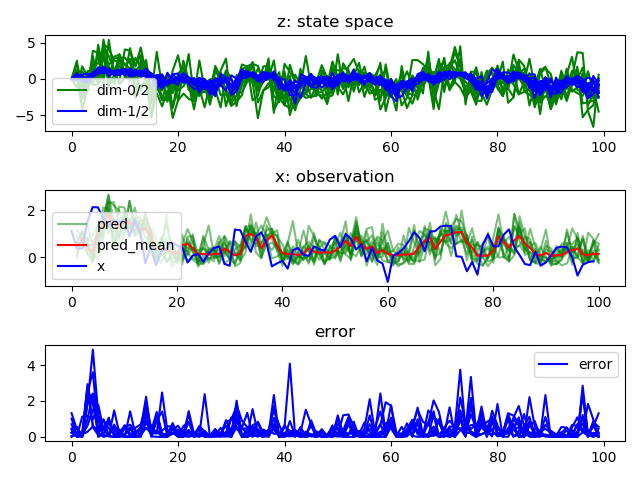 z: state space
5
0
−5
dim-0/2
dim-1/2
0 20 40 60 80 100
x: observation
2
0
pred
pred_mean
x
0 20 40 60 80 100
error
4
2
0
error
0 20 40 60 80 100